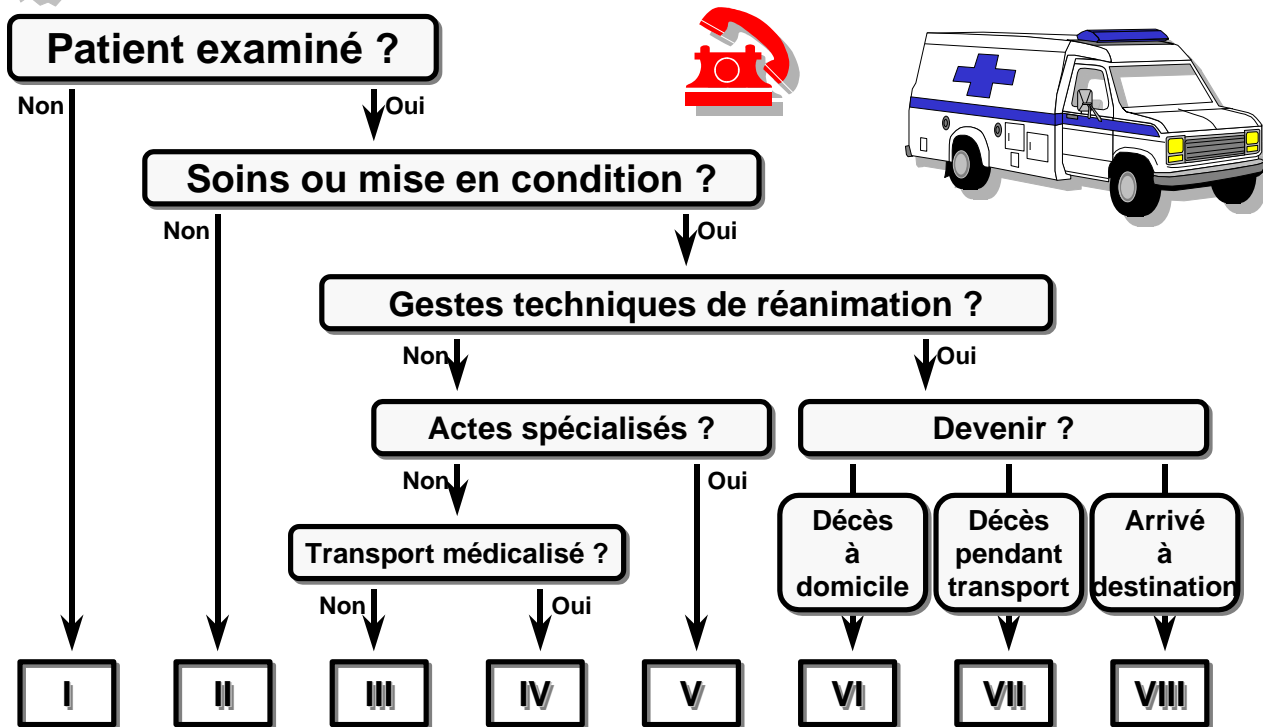 Patient examiné ?
Non
Oui
Soins ou mise en condition ?
Non
Oui
Gestes techniques de réanimation ?
Non
Oui
Actes spécialisés ?
Devenir ?
Non
Oui
Transport médicalisé ?
Décès
à
domicile
Décès
pendant
transport
Arrivé
à
destination
Non
Oui
I
II
III
IV
V
VI
VII
VIII